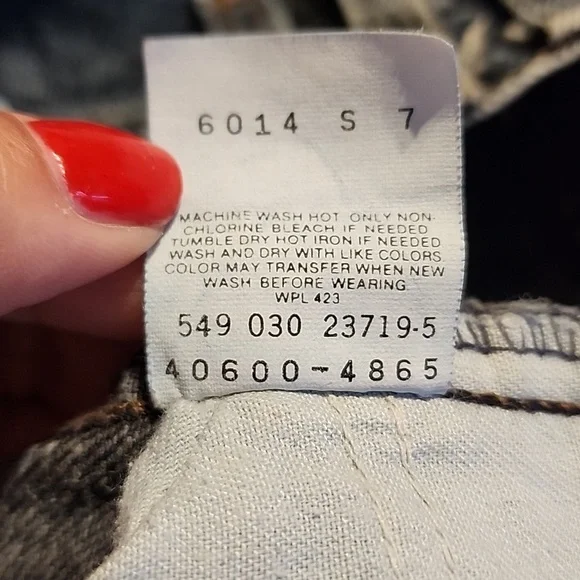 6014 S 7
MACHINE WASH HOT ONLY NON-
CHLORINE BLEACH IF NEEDED
TUMBLE DRY HOT IRON IF NEEDED
WASH AND DRY WITH LIKE COLORS.
COLOR MAY TRANSFER WHEN NEW
WASH BEFORE WEARING.
WPL 423
549 030 23719-5
40600-4865